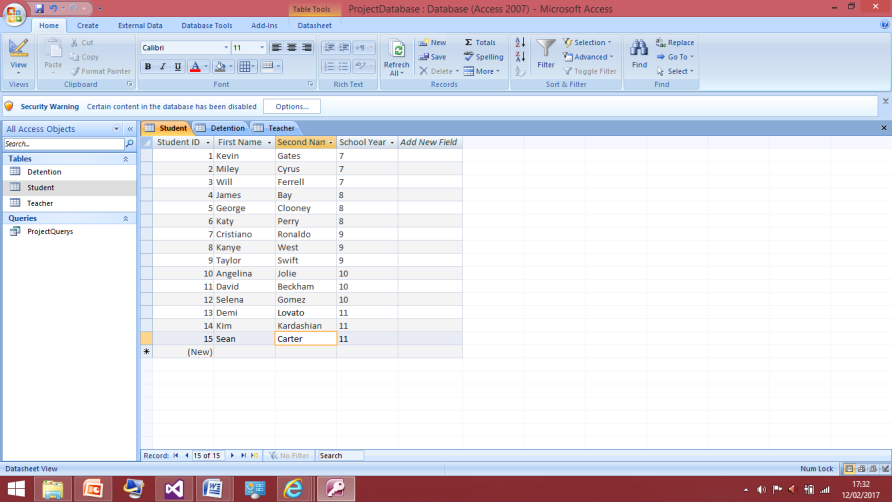 Table Tools
ProjectDatabase : Database (Access 2007) - Microsoft Access
Home Create External Data Database Tools Add-Ins Datasheet
View
Views
Paste
Cut
Copy
Format Painter
Clipboard
Calibri 11
B I U A
Font
Rich Text
Refresh All
New
Save
Delete
Totals
Spelling
More
Records
Filter
Selection
Advanced
Toggle Filter
Sort & Filter
Find
Replace
Go To
Select
Find
Security Warning Certain content in the database has been disabled Options...
All Access Objects
Search...
Tables
Detention
Student
Teacher
Queries
ProjectQuerys
Student Detention Teacher
Student ID First Name Second Nan School Year Add New Field
1 Kevin Gates 7
2 Miley Cyrus 7
3 Will Ferrell 7
4 James Bay 8
5 George Clooney 8
6 Katy Perry 8
7 Cristiano Ronaldo 9
8 Kanye West 9
9 Taylor Swift 9
10 Angelina Jolie 10
11 David Beckham 10
12 Selena Gomez 10
13 Demi Lovato 11
14 Kim Kardashian 11
15 Sean Carter 11
(New)
Record: 15 of 15 No Filter Search
Datasheet View Num Lock
17:32
12/02/2017